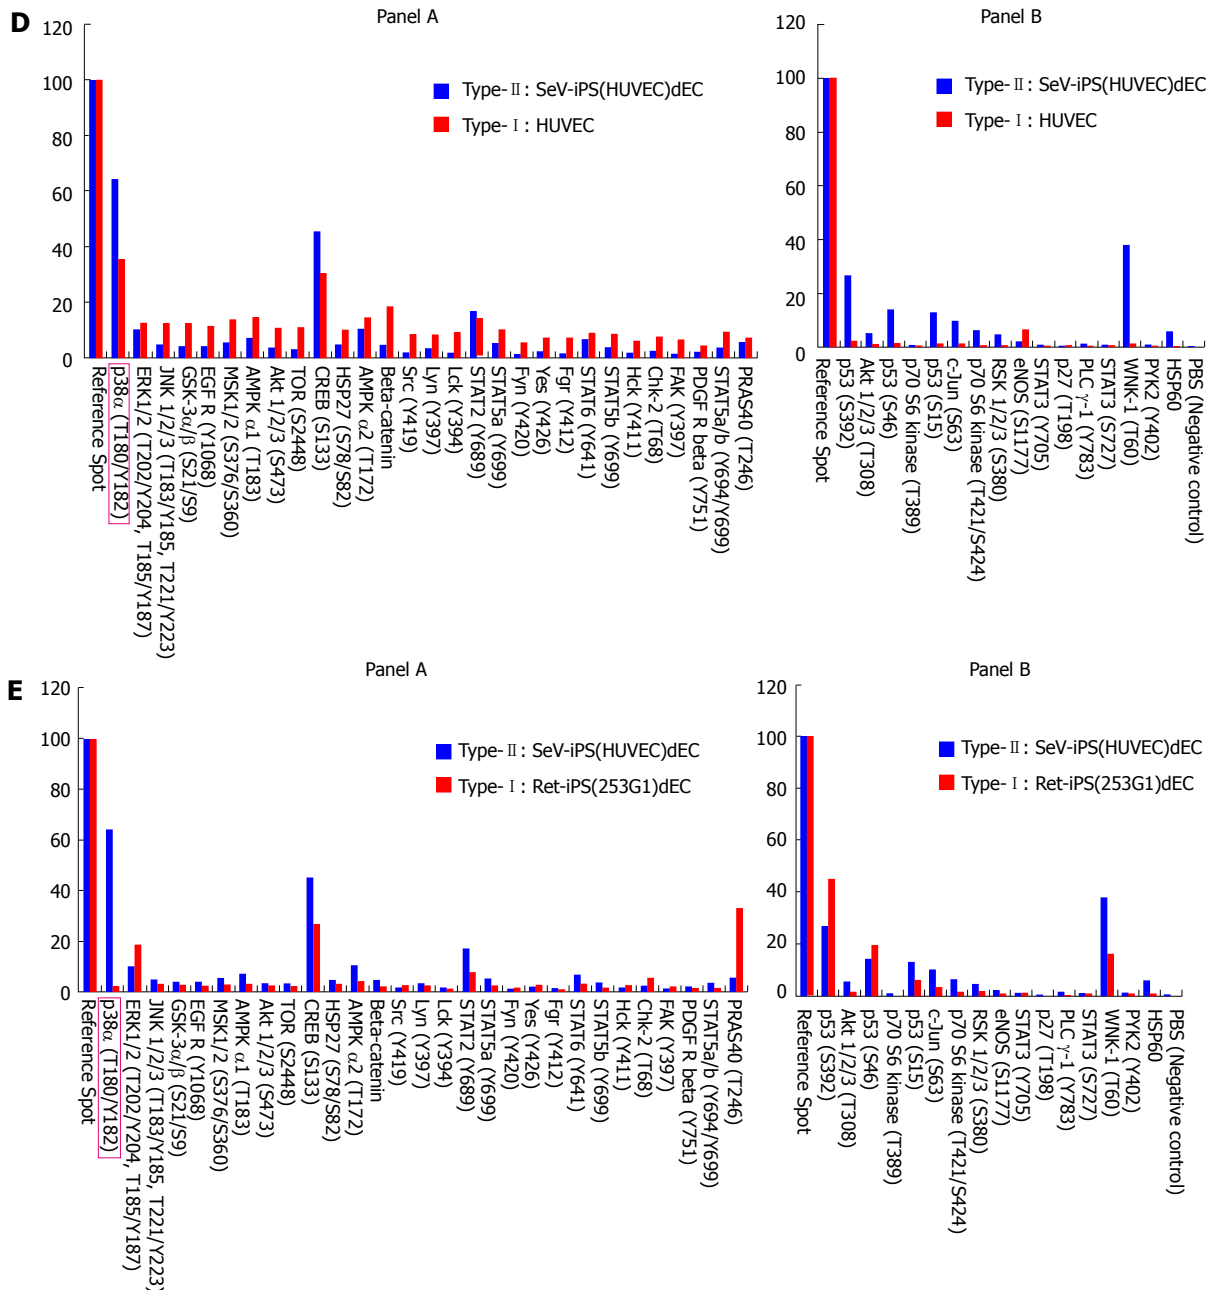 D
Panel A
120
100
80
60
40
20
0
Type-Ⅱ: SeV-iPS(HUVEC)dEC
Type-Ⅰ: HUVEC
Reference Spot
p38α (T180/Y182)
ERK1/2 (T202/Y204, T185/Y187)
JNK 1/2/3 (T183/Y185, T221/Y223)
GSK-3α/β (S21/S9)
EGF R (Y1068)
MSK1/2 (S376/S360)
AMPK α1 (T183)
Akt 1/2/3 (S473)
TOR (S2448)
CREB (S133)
HSP27 (S78/S82)
AMPK α2 (T172)
Beta-catenin
Src (Y419)
Lyn (Y397)
Lck (Y394)
STAT2 (Y689)
STAT5a (Y699)
Fyn (Y420)
Yes (Y426)
Fgr (Y412)
STAT6 (Y641)
STAT5b (Y699)
Hck (Y411)
Chk-2 (T68)
FAK (Y397)
PDGF R beta (Y751)
STAT5a/b (Y694/Y699)
PRAS40 (T246)
Panel B
120
100
80
60
40
20
0
Type-Ⅱ: SeV-iPS(HUVEC)dEC
Type-Ⅰ: HUVEC
Reference Spot
p53 (S392)
Akt 1/2/3 (T308)
p53 (S46)
p70 S6 kinase (T389)
p53 (S15)
c-Jun (S63)
p70 S6 kinase (T421/S424)
RSK 1/2/3 (S380)
eNOS (S1177)
STAT3 (Y705)
p27 (T198)
PLC γ-1 (Y783)
STAT3 (S727)
WNK-1 (T60)
PYK2 (Y402)
HSP60
PBS (Negative control)
E
Panel A
120
100
80
60
40
20
0
Type-Ⅱ: SeV-iPS(HUVEC)dEC
Type-Ⅰ: Ret-iPS(253G1)dEC
Reference Spot
p38α (T180/Y182)
ERK1/2 (T202/Y204, T185/Y187)
JNK 1/2/3 (T183/Y185, T221/Y223)
GSK-3α/β (S21/S9)
EGF R (Y1068)
MSK1/2 (S376/S360)
AMPK α1 (T183)
Akt 1/2/3 (S473)
TOR (S2448)
CREB (S133)
HSP27 (S78/S82)
AMPK α2 (T172)
Beta-catenin
Src (Y419)
Lyn (Y397)
Lck (Y394)
STAT2 (Y689)
STAT5a (Y699)
Fyn (Y420)
Yes (Y426)
Fgr (Y412)
STAT6 (Y641)
STAT5b (Y699)
Hck (Y411)
Chk-2 (T68)
FAK (Y397)
PDGF R beta (Y751)
STAT5a/b (Y694/Y699)
PRAS40 (T246)
Panel B
120
100
80
60
40
20
0
Type-Ⅱ: SeV-iPS(HUVEC)dEC
Type-Ⅰ: Ret-iPS(253G1)dEC
Reference Spot
p53 (S392)
Akt 1/2/3 (T308)
p53 (S46)
p70 S6 kinase (T389)
p53 (S15)
c-Jun (S63)
p70 S6 kinase (T421/S424)
RSK 1/2/3 (S380)
eNOS (S1177)
STAT3 (Y705)
p27 (T198)
PLC γ-1 (Y783)
STAT3 (S727)
WNK-1 (T60)
PYK2 (Y402)
HSP60
PBS (Negative control)